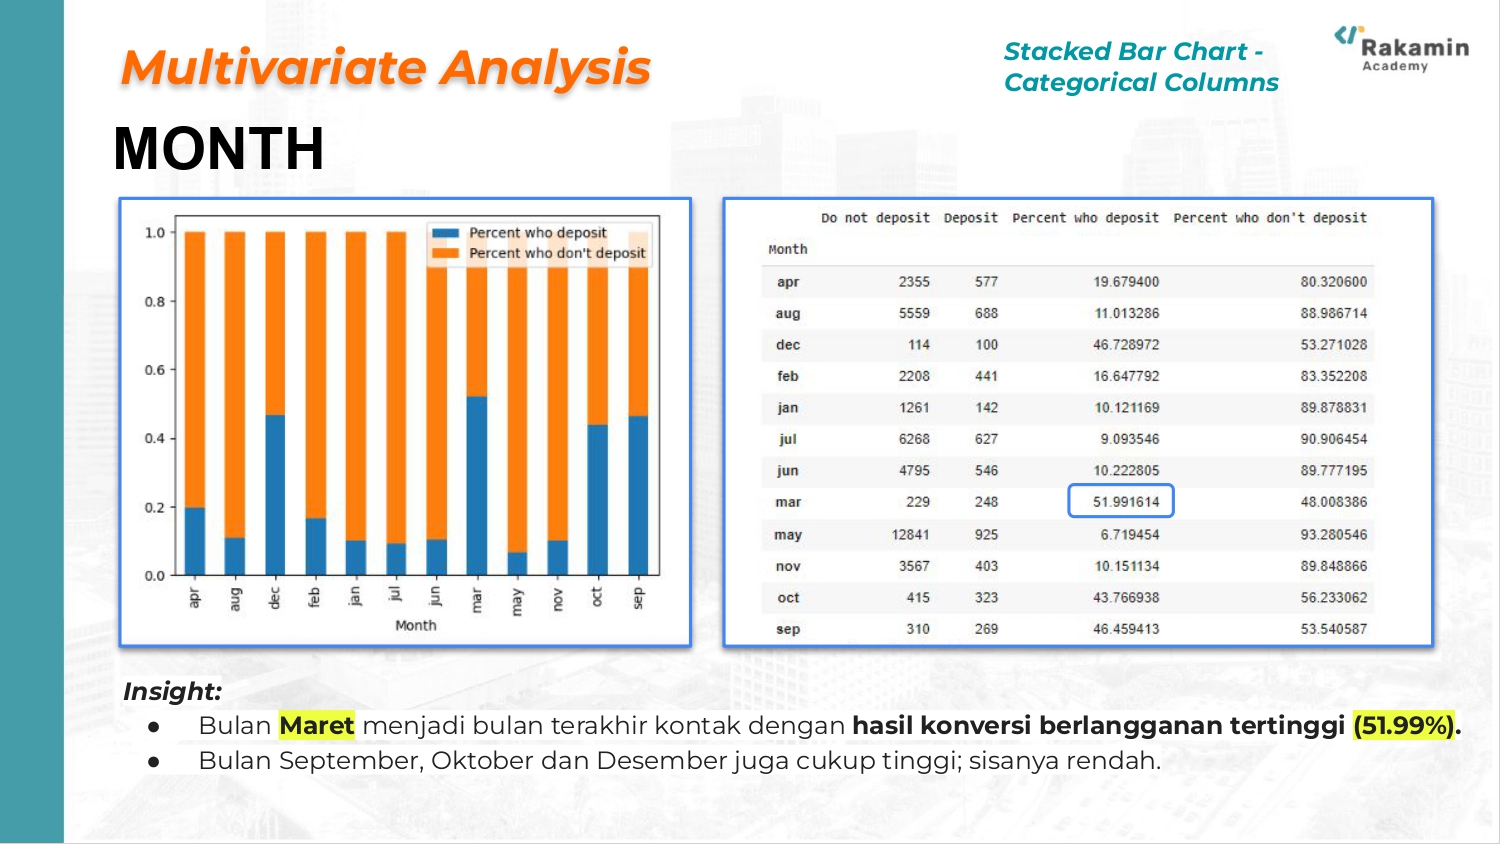 Multivariate Analysis
Stacked Bar Chart -
Categorical Columns
Rakamin
Academy
MONTH
1.0
0.8
0.6
0.4
0.2
0.0
Percent who deposit
Percent who don't deposit
apr aug dec feb jan jul jun mar may nov oct sep
Month
Do not deposit Deposit Percent who deposit Percent who don't deposit
Month
apr 2355 577 19.679400 80.320600
aug 5559 688 11.013286 88.986714
dec 114 100 46.728972 53.271028
feb 2208 441 16.647792 83.352208
jan 1261 142 10.121169 89.878831
jul 6268 627 9.093546 90.906454
jun 4795 546 10.222805 89.777195
mar 229 248 51.991614 48.008386
may 12841 925 6.719454 93.280546
nov 3567 403 10.151134 89.848866
oct 415 323 43.766938 56.233062
sep 310 269 46.459413 53.540587
Insight:
● Bulan Maret menjadi bulan terakhir kontak dengan hasil konversi berlangganan tertinggi (51.99%).
● Bulan September, Oktober dan Desember juga cukup tinggi; sisanya rendah.